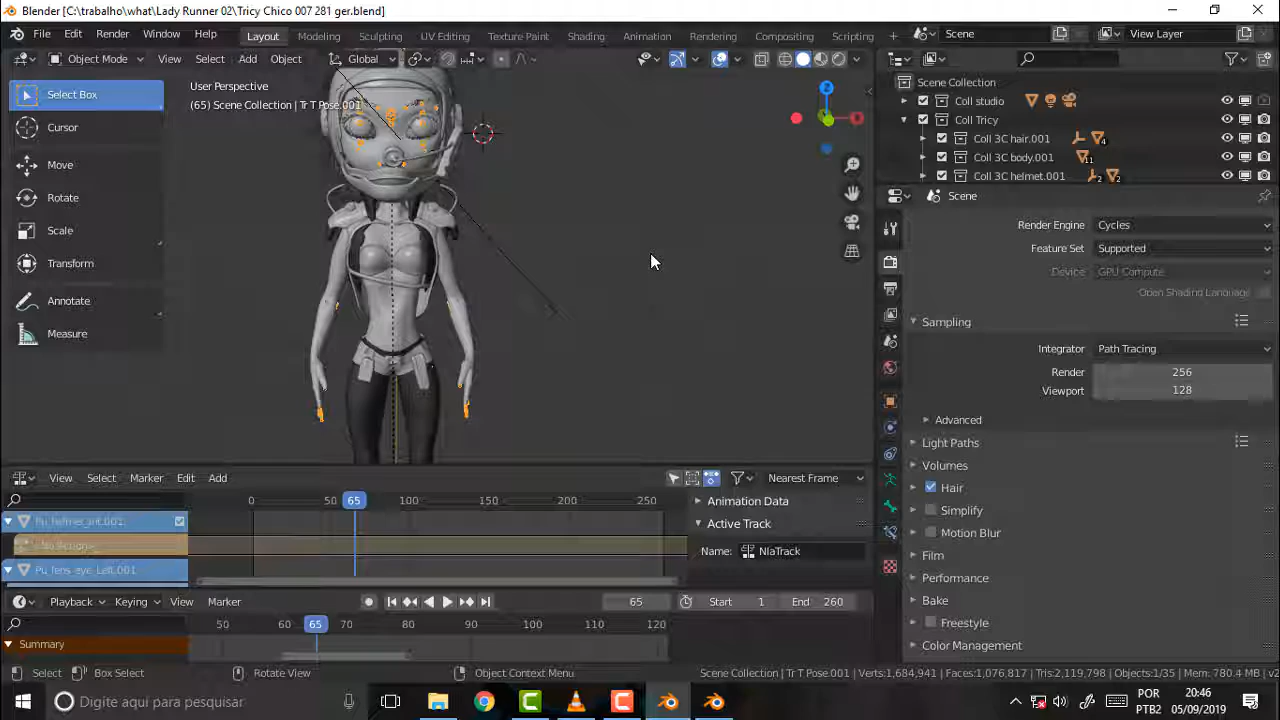 Blender [C:\trabalho\what\Lady Runner 02\Tricy Chico 007 281 ger.blend]
File Edit Render Window Help Layout Modeling Sculpting UV Editing Texture Paint Shading Animation Rendering Compositing Scripting + Scene View Layer
Object Mode View Select Add Object Global
Select Box
User Perspective
(65) Scene Collection | Tr T Pose.001
Cursor
Move
Rotate
Scale
Transform
Annotate
Measure
Z
Scene Collection
Coll studio
Coll Tricy
Coll 3C hair.001 4
Coll 3C body.001 11
Coll 3C helmet.001 2 2
Scene
Render Engine Cycles
Feature Set Supported
Device GPU Compute
Open Shading Language
Sampling
Integrator Path Tracing
Render 256
Viewport 128
Advanced
Light Paths
Volumes
Hair
Simplify
Motion Blur
Film
Performance
Bake
Freestyle
Color Management
View Select Marker Edit Add Nearest Frame
0 50 65 100 150 200 250
Animation Data
Active Track
Name: NlaTrack
Playback Keying View Marker 65 Start 1 End 260
50 60 65 70 80 90 100 110 120
Summary
Select Box Select Rotate View Object Context Menu Scene Collection | Tr T Pose.001 | Verts:1,684,941 | Faces:1,076,817 | Tris:2,119,798 | Objects:1/35 | Mem: 780.4 MB | v2
Digite aqui para pesquisar
POR
PTB2
20:46
05/09/2019